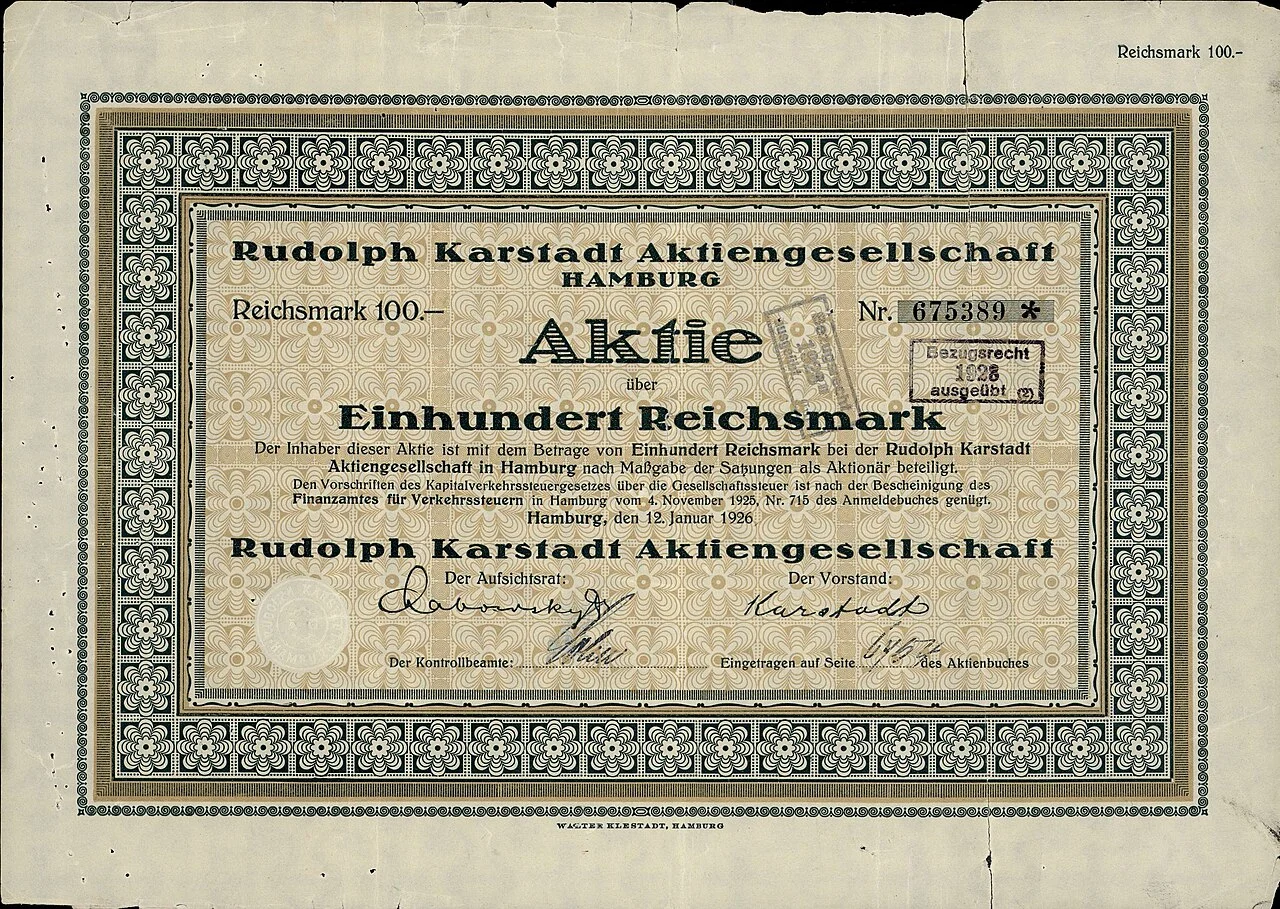 Reichsmark 100.-
Rudolph Karstadt Aktiengesellschaft
HAMBURG
Reichsmark 100.—
Nr. 675389 *
Aktie
Bezugsrecht
ausgeübt (2)
über
Einhundert Reichsmark
Der Inhaber dieser Aktie ist mit dem Betrage von Einhundert Reichsmark bei der Rudolph Karstadt
Aktiengesellschaft in Hamburg nach Maßgabe der Satzungen als Aktionär beteiligt.
Den Vorschriften des Kapitalverkehrssteuergesetzes über die Gesellschaftssteuer ist nach der Bescheinigung des
Finanzamtes für Verkehrssteuern in Hamburg vom 4. November 1925, Nr. 715 des Anmeldebuches genügt.
Hamburg, den 12. Januar 1926
Rudolph Karstadt Aktiengesellschaft
Der Aufsichtsrat:
Der Vorstand:
Karstadt
Der Kontrollbeamte:
Eingetragen auf Seite des Aktienbuches
WALTER KLESTADT, HAMBURG